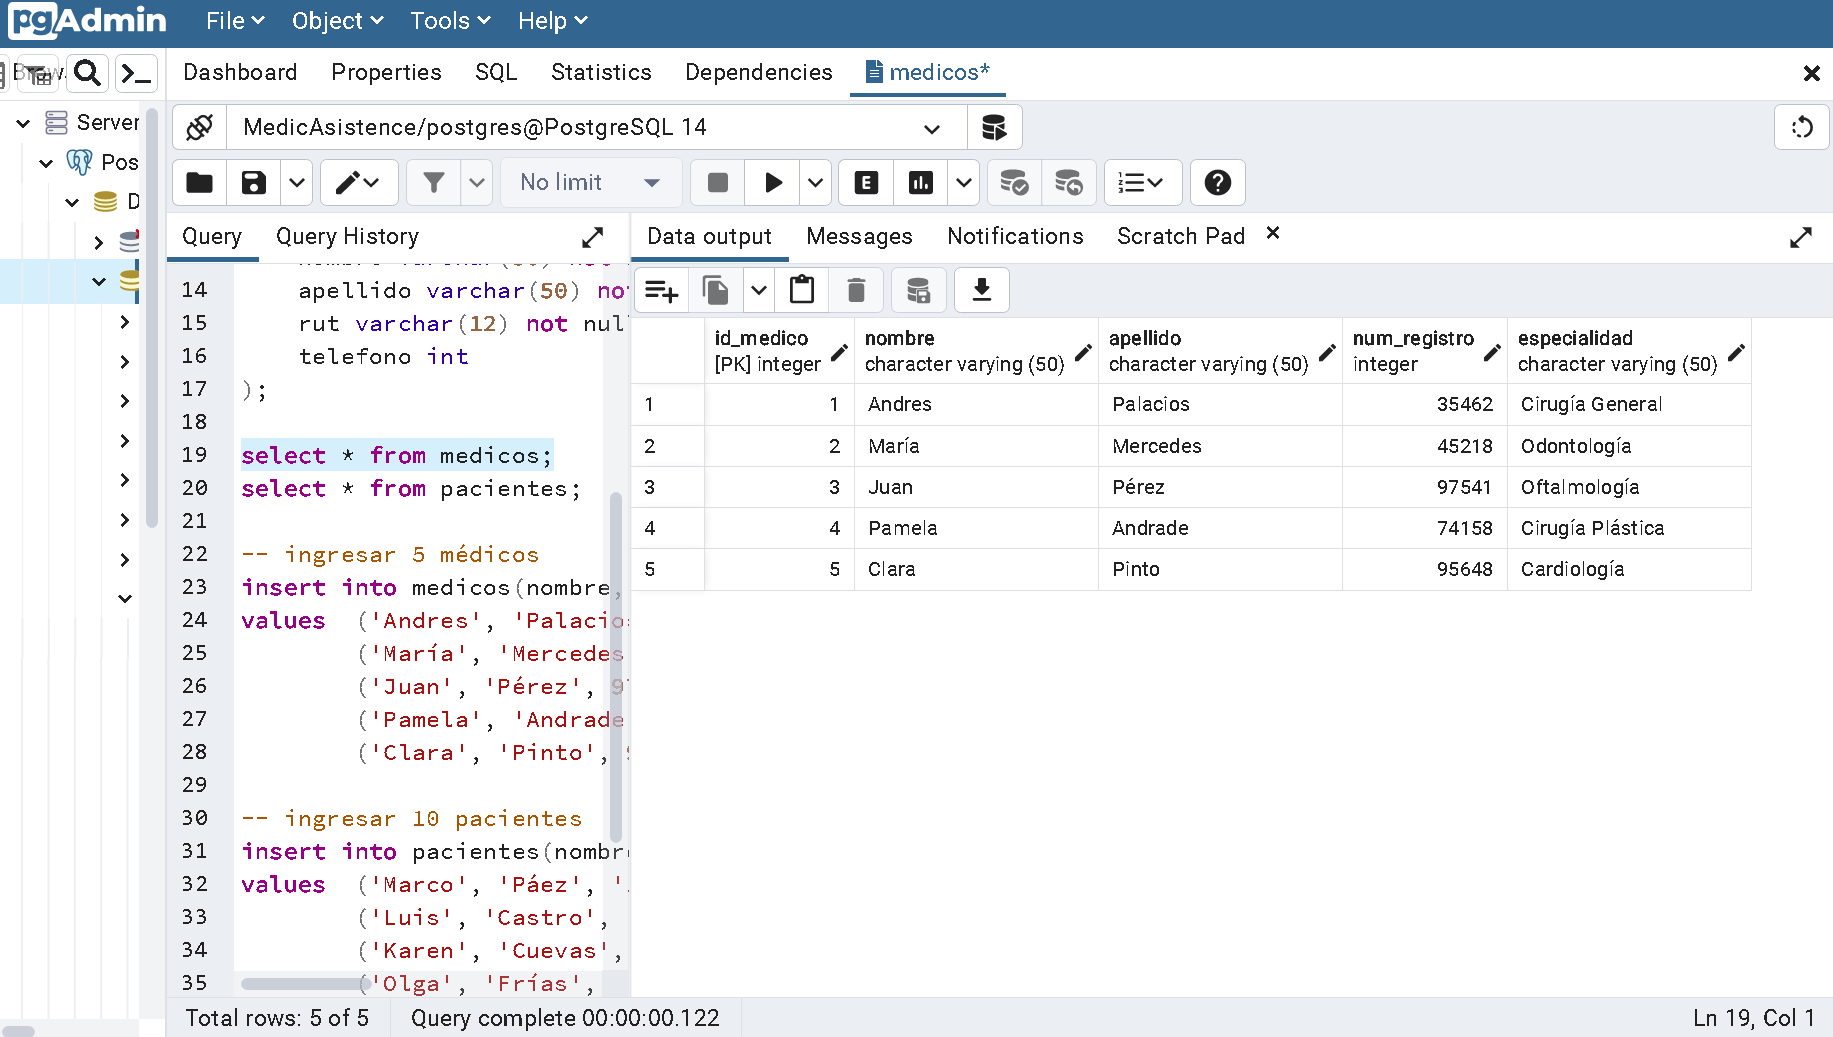 pgAdmin File Object Tools Help
Dashboard Properties SQL Statistics Dependencies medicos*
Server
Pos
D
MedicAsistence/postgres@PostgreSQL 14
No limit
Query Query History
Data output Messages Notifications Scratch Pad
14 apellido varchar(50) not
15 rut varchar(12) not null
16 telefono int
17 );
18
19 select * from medicos;
20 select * from pacientes;
21
22 -- ingresar 5 médicos
23 insert into medicos(nombre,
24 values ('Andres', 'Palacios
25 ('María', 'Mercedes
26 ('Juan', 'Pérez', 97
27 ('Pamela', 'Andrade
28 ('Clara', 'Pinto', 9
29
30 -- ingresar 10 pacientes
31 insert into pacientes(nombre
32 values ('Marco', 'Páez', '
33 ('Luis', 'Castro',
34 ('Karen', 'Cuevas',
35 ('Olga', 'Frías',
id_medico nombre apellido num_registro especialidad
[PK] integer character varying (50) character varying (50) integer character varying (50)
1 1 Andres Palacios 35462 Cirugía General
2 2 María Mercedes 45218 Odontología
3 3 Juan Pérez 97541 Oftalmología
4 4 Pamela Andrade 74158 Cirugía Plástica
5 5 Clara Pinto 95648 Cardiología
Total rows: 5 of 5 Query complete 00:00:00.122 Ln 19, Col 1